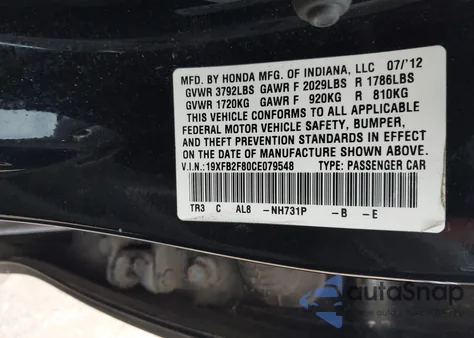 MFD. BY HONDA MFG. OF INDIANA, LLC 07/'12
GVWR 3792LBS GAWR F 2029LBS R 1786LBS
GVWR 1720KG GAWR F 920KG R 810KG
THIS VEHICLE CONFORMS TO ALL APPLICABLE
FEDERAL MOTOR VEHICLE SAFETY, BUMPER,
AND THEFT PREVENTION STANDARDS IN EFFECT
ON THE DATE OF MANUFACTURE SHOWN ABOVE.
V.I.N.: 19XFB2F80CE079548 TYPE: PASSENGER CAR
TR3 C AL8 -NH731P -B -E
autoSnap